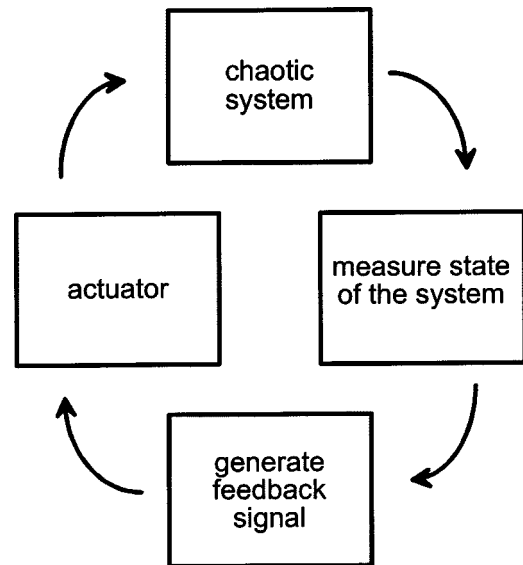 chaotic
system
measure state
of the system
generate
feedback
signal
actuator